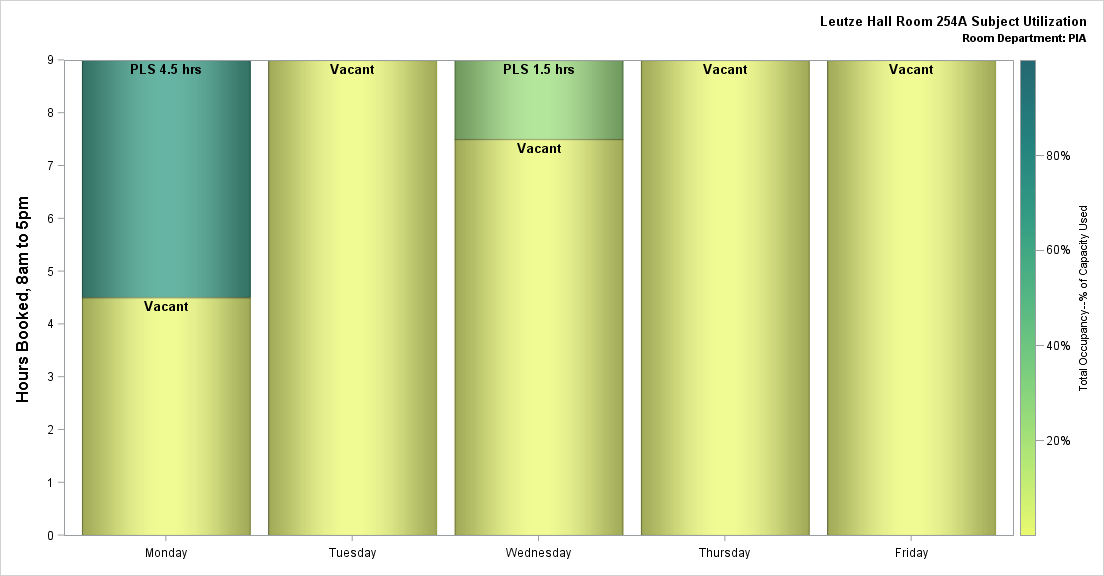 Leutze Hall Room 254A Subject Utilization
Room Department: PIA
Hours Booked, 8am to 5pm
9
8
7
6
5
4
3
2
1
0
PLS 4.5 hrs
Vacant
Vacant
PLS 1.5 hrs
Vacant
Vacant
Vacant
Monday
Tuesday
Wednesday
Thursday
Friday
80%
60%
40%
20%
Total Occupancy--% of Capacity Used